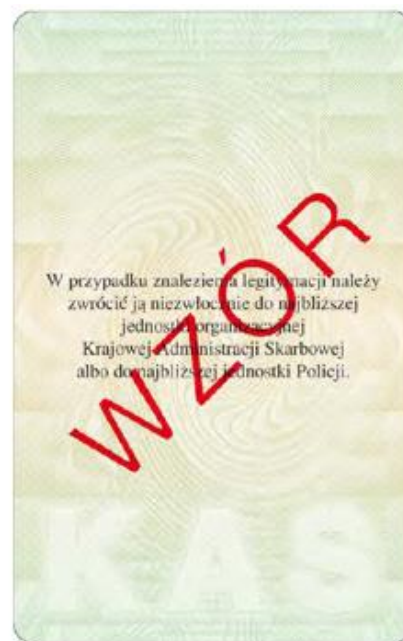 W przypadku znalezienia legitymacji należy
zwrócić ją niezwłocznie do najbliższej
jednostki organizacyjnej
Krajowej Administracji Skarbowej
albo do najbliższej jednostki Policji.
WZÓR
KAS